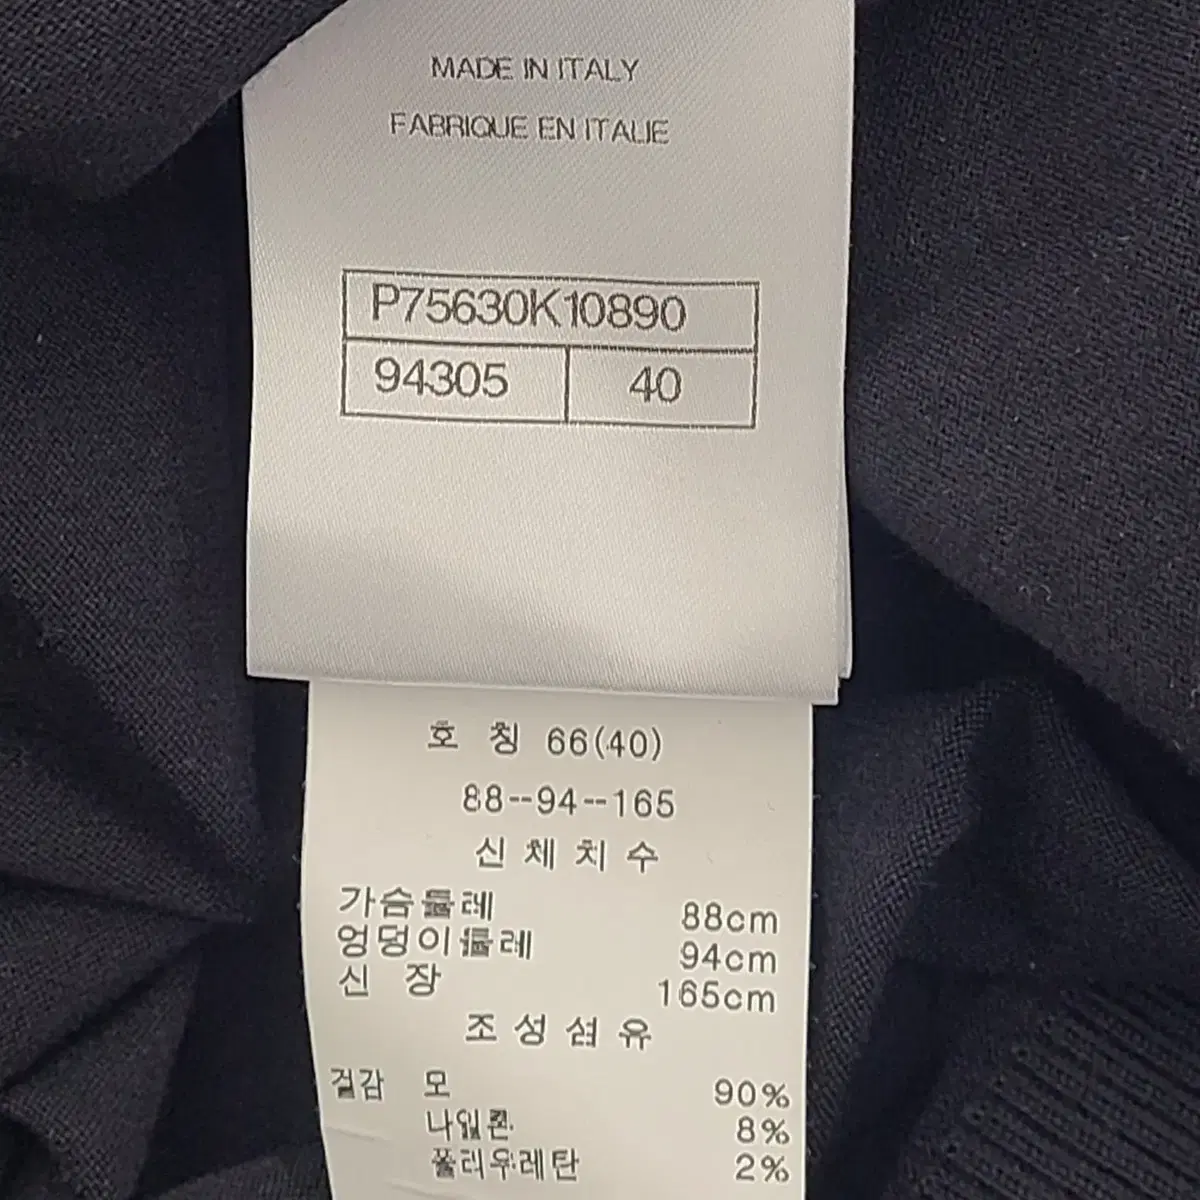 MADE IN ITALY
FABRIQUE EN ITALIE
P75630K10890
94305 40
호 칭 66(40)
88--94--165
신 체 치 수
가슴둘레 88cm
엉덩이둘레 94cm
신 장 165cm
조 성 섬 유
겉감 모 90%
나일론 8%
폴리우레탄 2%